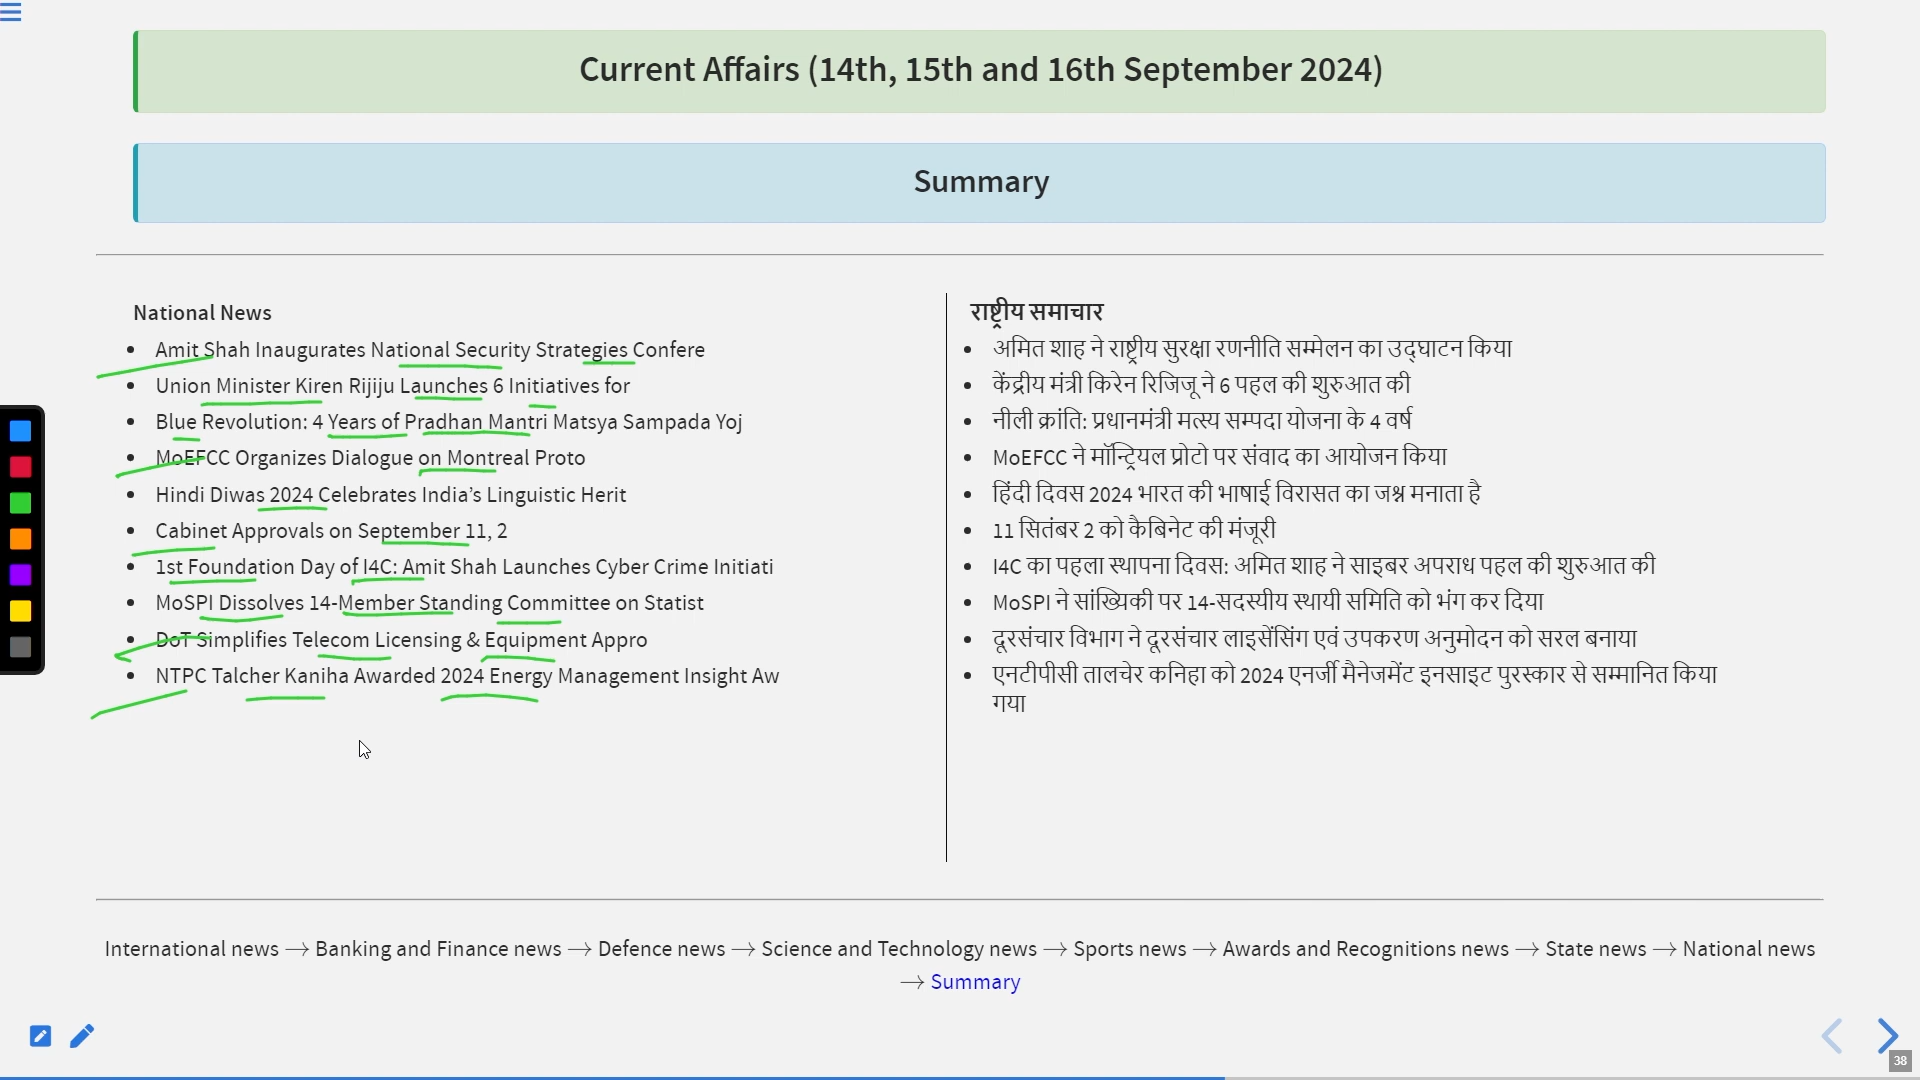 Current Affairs (14th, 15th and 16th September 2024)
Summary
National News
Amit Shah Inaugurates National Security Strategies Confere
Union Minister Kiren Rijiju Launches 6 Initiatives for
Blue Revolution: 4 Years of Pradhan Mantri Matsya Sampada Yoj
MoEFCC Organizes Dialogue on Montreal Proto
Hindi Diwas 2024 Celebrates India’s Linguistic Herit
Cabinet Approvals on September 11, 2
1st Foundation Day of I4C: Amit Shah Launches Cyber Crime Initiati
MoSPI Dissolves 14-Member Standing Committee on Statist
DoT Simplifies Telecom Licensing & Equipment Appro
NTPC Talcher Kaniha Awarded 2024 Energy Management Insight Aw
राष्ट्रीय समाचार
अमित शाह ने राष्ट्रीय सुरक्षा रणनीति सम्मेलन का उद्घाटन किया
केंद्रीय मंत्री किरेन रिजिजू ने 6 पहल की शुरुआत की
नीली क्रांति: प्रधानमंत्री मत्स्य सम्पदा योजना के 4 वर्ष
MoEFCC ने मॉन्ट्रियल प्रोटो पर संवाद का आयोजन किया
हिंदी दिवस 2024 भारत की भाषाई विरासत का जश्न मनाता है
11 सितंबर 2 को कैबिनेट की मंजूरी
I4C का पहला स्थापना दिवस: अमित शाह ने साइबर अपराध पहल की शुरुआत की
MoSPI ने सांख्यिकी पर 14-सदस्यीय स्थायी समिति को भंग कर दिया
दूरसंचार विभाग ने दूरसंचार लाइसेंसिंग एवं उपकरण अनुमोदन को सरल बनाया
एनटीपीसी तालचेर कनिहा को 2024 एनर्जी मैनेजमेंट इनसाइट पुरस्कार से सम्मानित किया
गया
International news → Banking and Finance news → Defence news → Science and Technology news → Sports news → Awards and Recognitions news → State news → National news
→ Summary
38